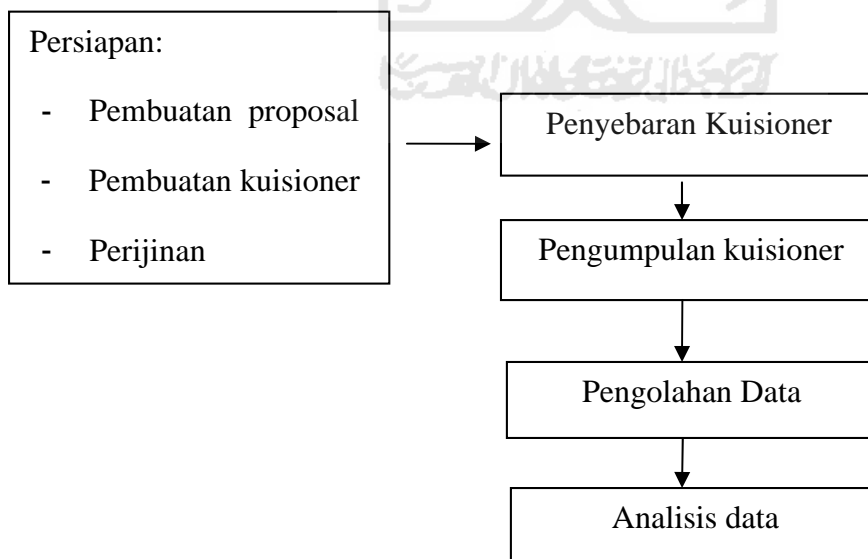 Persiapan:
- Pembuatan proposal
- Pembuatan kuisioner
- Perijinan
Penyebaran Kuisioner
Pengumpulan kuisioner
Pengolahan Data
Analisis data